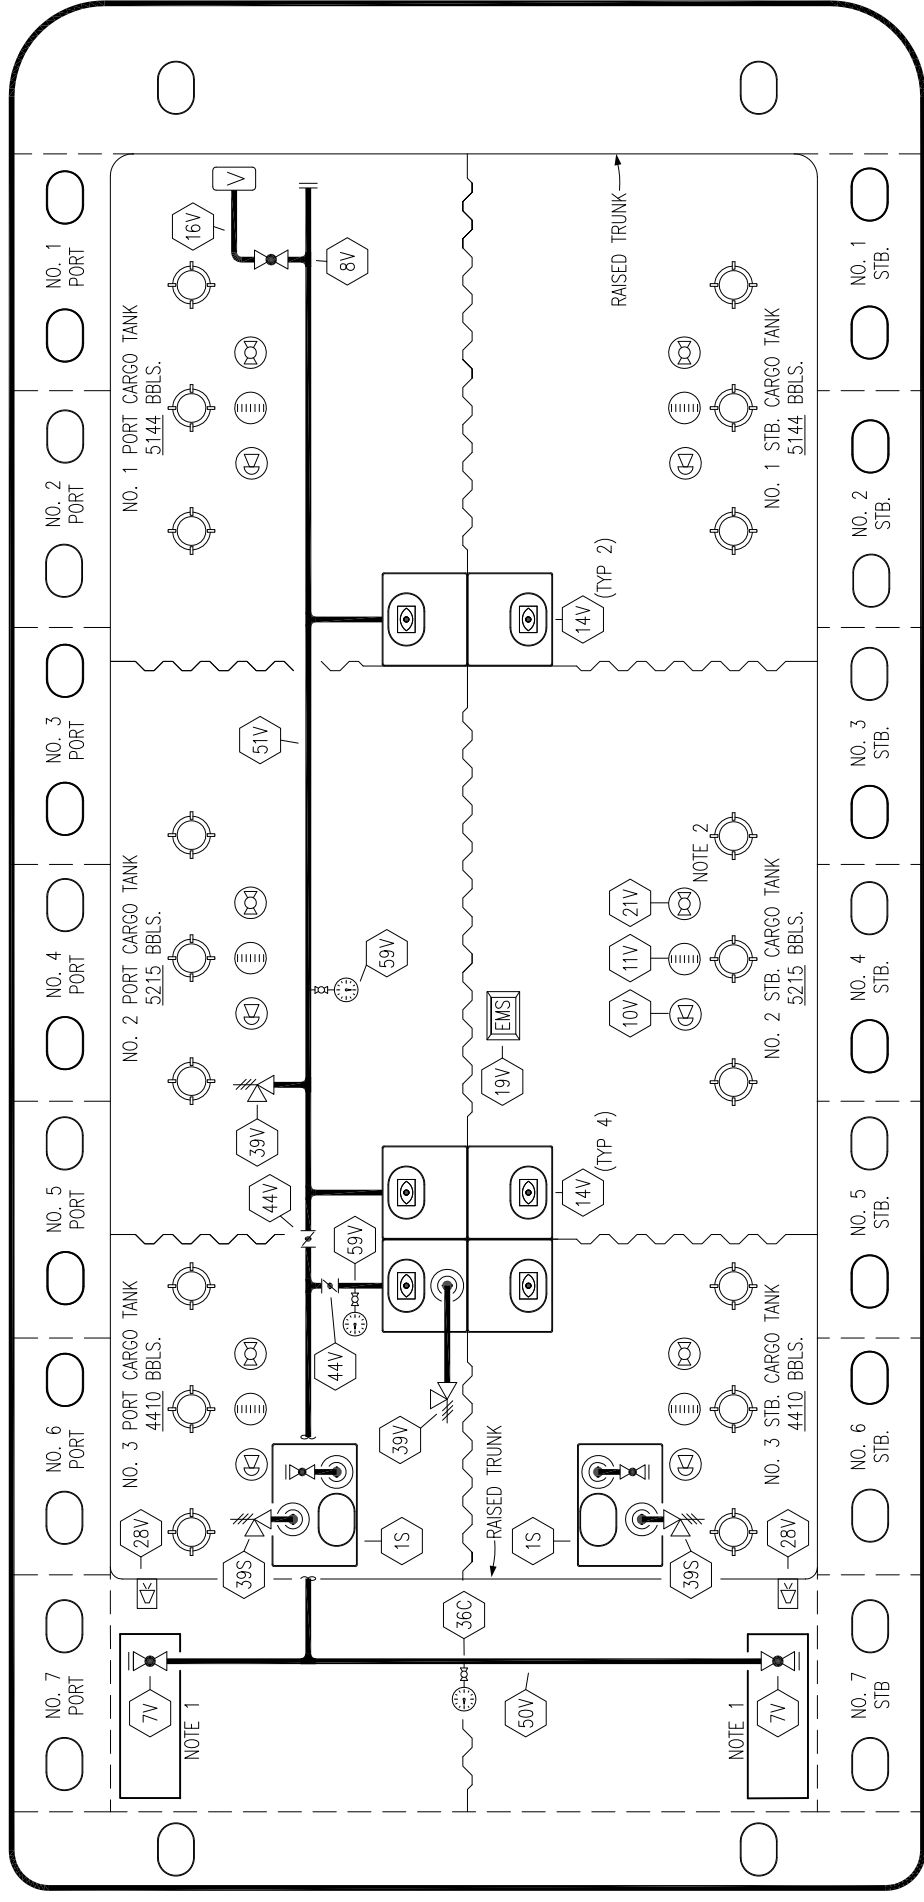 NO. 1
PORT
NO. 2
PORT
NO. 3
PORT
NO. 4
PORT
NO. 5
PORT
NO. 6
PORT
NO. 7
PORT
NO. 1 PORT CARGO TANK
5144 BBLS.
NO. 2 PORT CARGO TANK
5215 BBLS.
NO. 3 PORT CARGO TANK
4410 BBLS.
V
16V
8V
51V
59V
39V
44V
59V
44V
39V
28V
39S
1S
7V
NOTE 1
RAISED TRUNK
14V
(TYP 2)
EMS
19V
14V
(TYP 4)
RAISED TRUNK
36C
50V
21V
11V
10V
NOTE 2
1S
39S
28V
7V
NOTE 1
NO. 1 STB. CARGO TANK
5144 BBLS.
NO. 2 STB. CARGO TANK
5215 BBLS.
NO. 3 STB. CARGO TANK
4410 BBLS.
NO. 1
STB.
NO. 2
STB.
NO. 3
STB.
NO. 4
STB.
NO. 5
STB.
NO. 6
STB.
NO. 7
STB